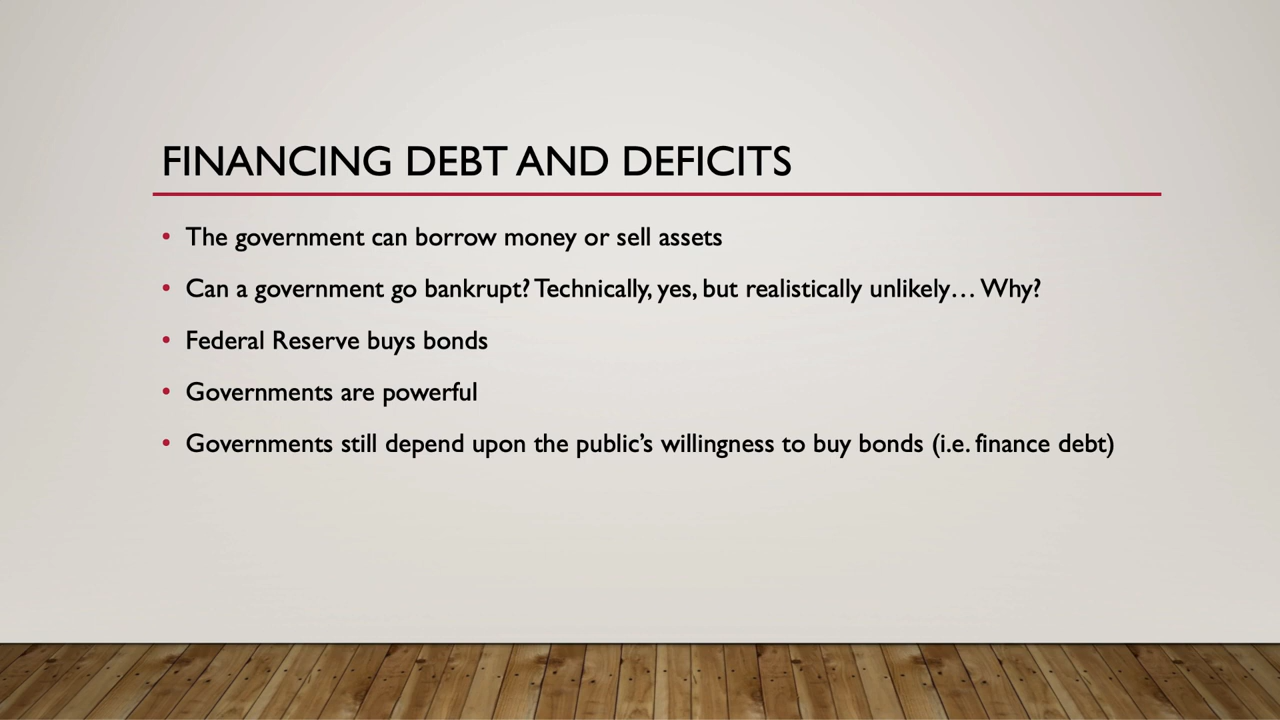 FINANCING DEBT AND DEFICITS
• The government can borrow money or sell assets
• Can a government go bankrupt? Technically, yes, but realistically unlikely… Why?
• Federal Reserve buys bonds
• Governments are powerful
• Governments still depend upon the public’s willingness to buy bonds (i.e. finance debt)